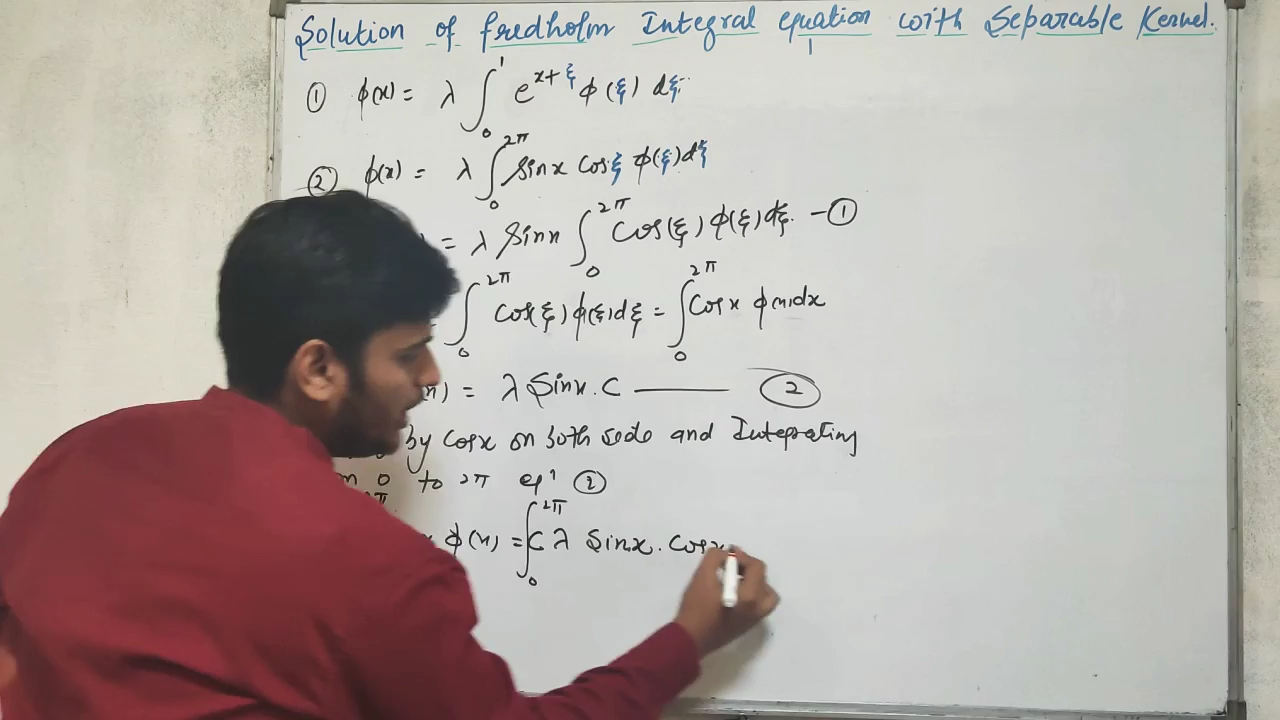 Solution of fredholm Integral equation with Separable Kernel.
① ϕ(x) = λ ∫₀¹ e^{x+ξ} ϕ(ξ) dξ
② ϕ(x) = λ ∫₀^{2π} Sinx Cosξ ϕ(ξ)dξ
= λ Sinx ∫₀^{2π} Cos(ξ) ϕ(ξ)dξ. —①
∫₀^{2π} Cos(ξ)ϕ(ξ)dξ = ∫₀^{2π} Cosx ϕ(x)dx
= λ Sinx. C —— ②
by Cosx on both side and Integrating
0 to 2π eqⁿ ②
ϕ(x) = ∫₀^{2π} C λ Sinx. Cosx